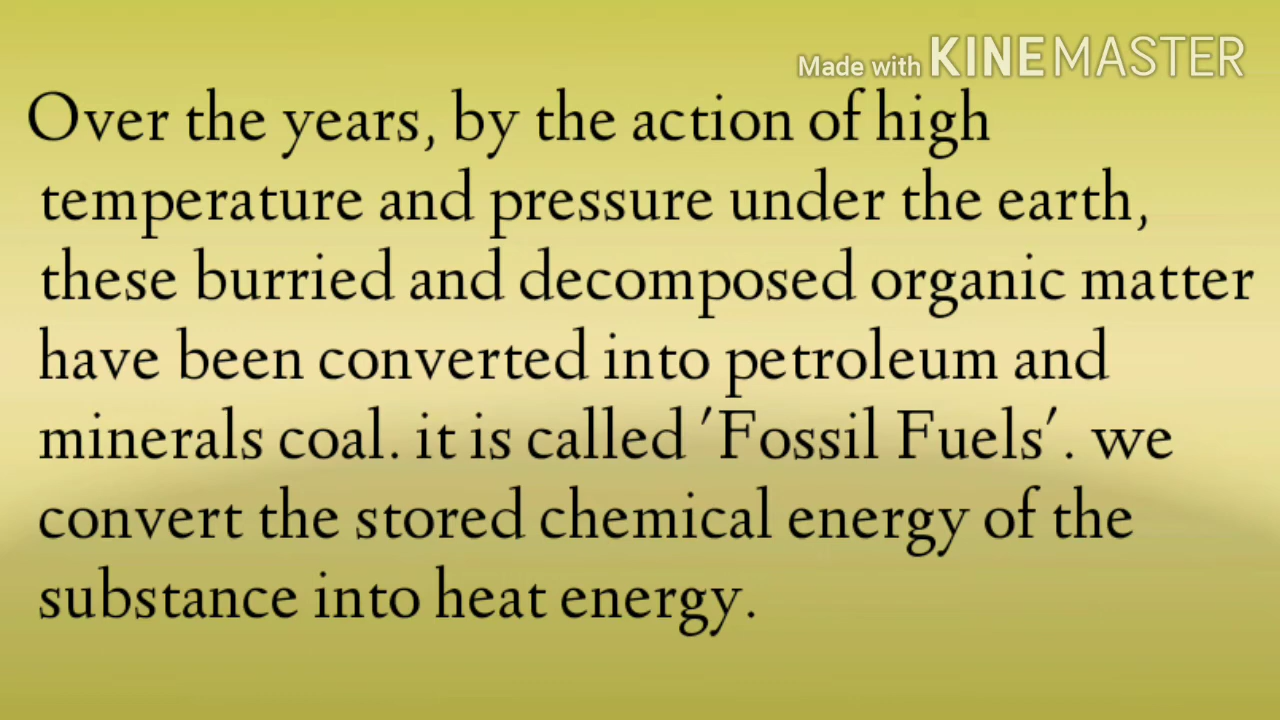 Made with KINEMASTER
Over the years, by the action of high
temperature and pressure under the earth,
these burried and decomposed organic matter
have been converted into petroleum and
minerals coal. it is called 'Fossil Fuels'. we
convert the stored chemical energy of the
substance into heat energy.